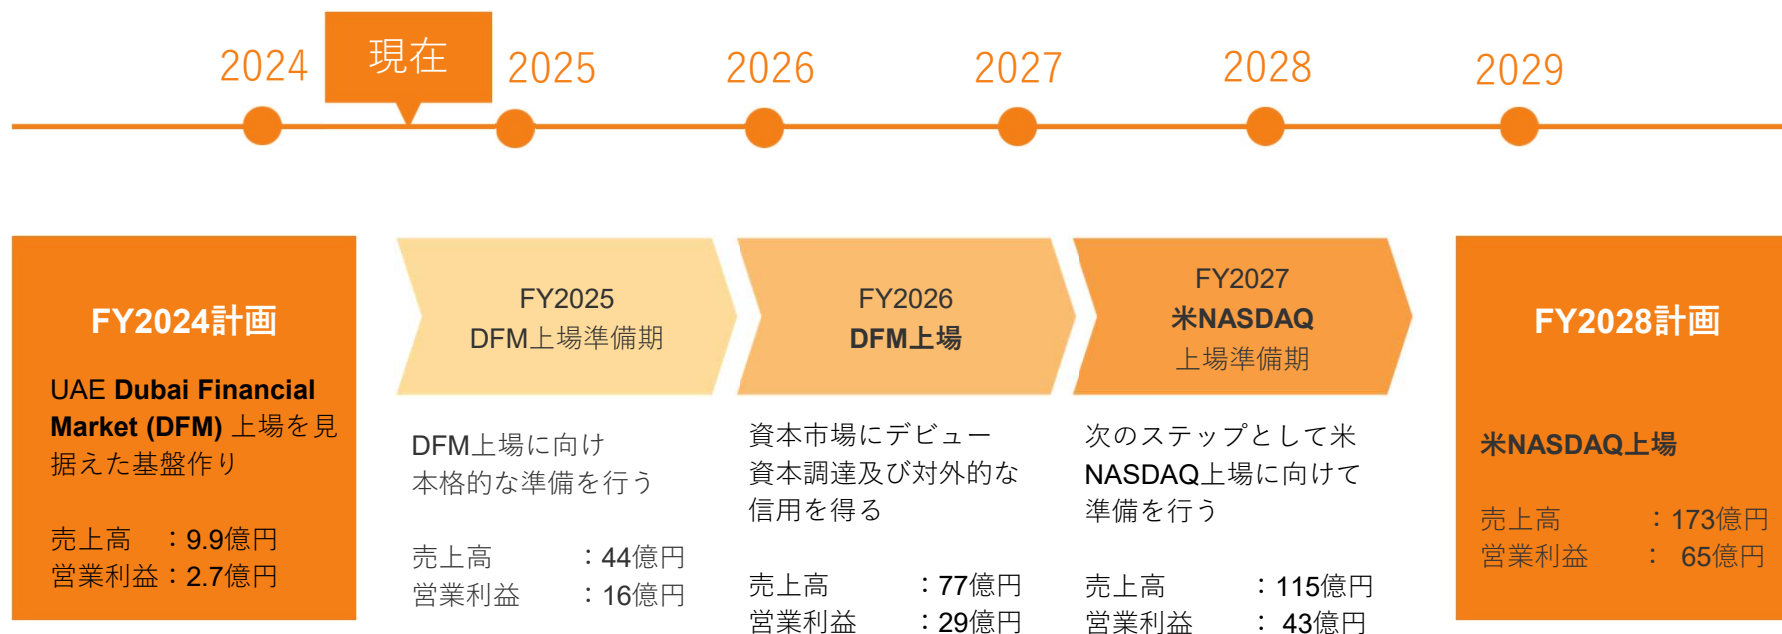 2024
現在
2025
2026
2027
2028
2029
FY2024計画
UAE Dubai Financial
Market (DFM) 上場を見
据えた基盤作り
売上高　：9.9億円
営業利益：2.7億円
FY2025
DFM上場準備期
DFM上場に向け
本格的な準備を行う
売上高　　　：44億円
営業利益　　：16億円
FY2026
DFM上場
資本市場にデビュー
資本調達及び対外的な
信用を得る
売上高　　　：77億円
営業利益　　：29億円
FY2027
米NASDAQ
上場準備期
次のステップとして米
NASDAQ上場に向けて
準備を行う
売上高　　　：115億円
営業利益　　： 43億円
FY2028計画
米NASDAQ上場
売上高　　　：173億円
営業利益　　： 65億円